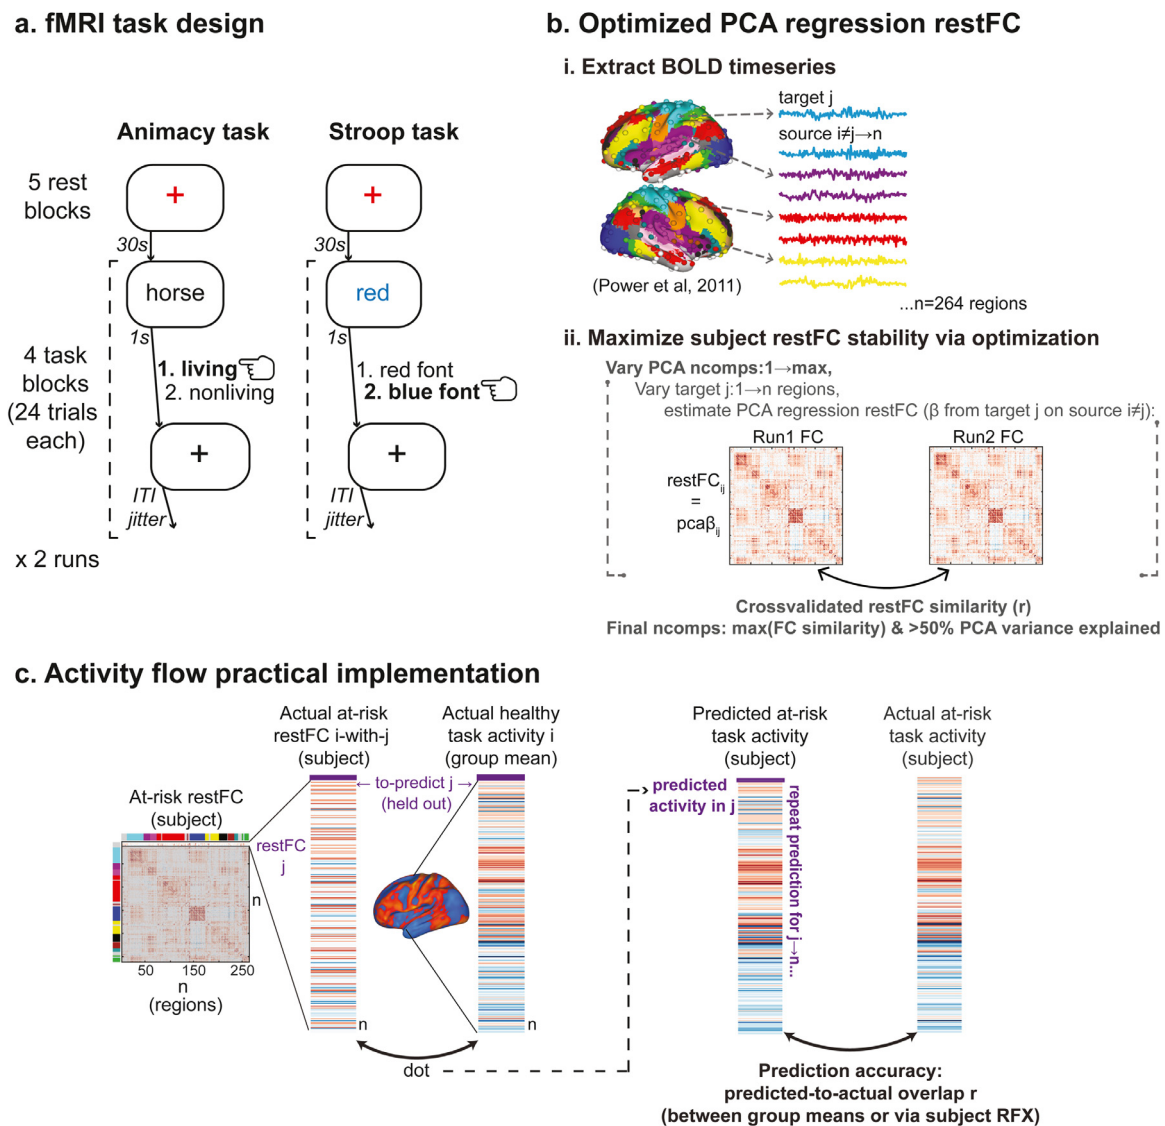 a. fMRI task design
Animacy task
Stroop task
5 rest
blocks
+
+
30s
30s
horse
red
1s
1s
4 task
blocks
(24 trials
each)
1. living
2. nonliving
1. red font
2. blue font
+
+
ITI
jitter
ITI
jitter
x 2 runs
b. Optimized PCA regression restFC
i. Extract BOLD timeseries
target j
source i≠j→n
(Power et al, 2011)
...n=264 regions
ii. Maximize subject restFC stability via optimization
Vary PCA ncomps:1→max,
Vary target j:1→n regions,
estimate PCA regression restFC (β from target j on source i≠j):
Run1 FC
Run2 FC
restFCij
=
pcaβij
Crossvalidated restFC similarity (r)
Final ncomps: max(FC similarity) & >50% PCA variance explained
c. Activity flow practical implementation
At-risk restFC
(subject)
n
50 150 250
n
(regions)
restFC
j
Actual at-risk
restFC i-with-j
(subject)
n
← to-predict j →
(held out)
Actual healthy
task activity i
(group mean)
n
dot
predicted
activity in j
Predicted at-risk
task activity
(subject)
repeat prediction for j→n...
Actual at-risk
task activity
(subject)
Prediction accuracy:
predicted-to-actual overlap r
(between group means or via subject RFX)